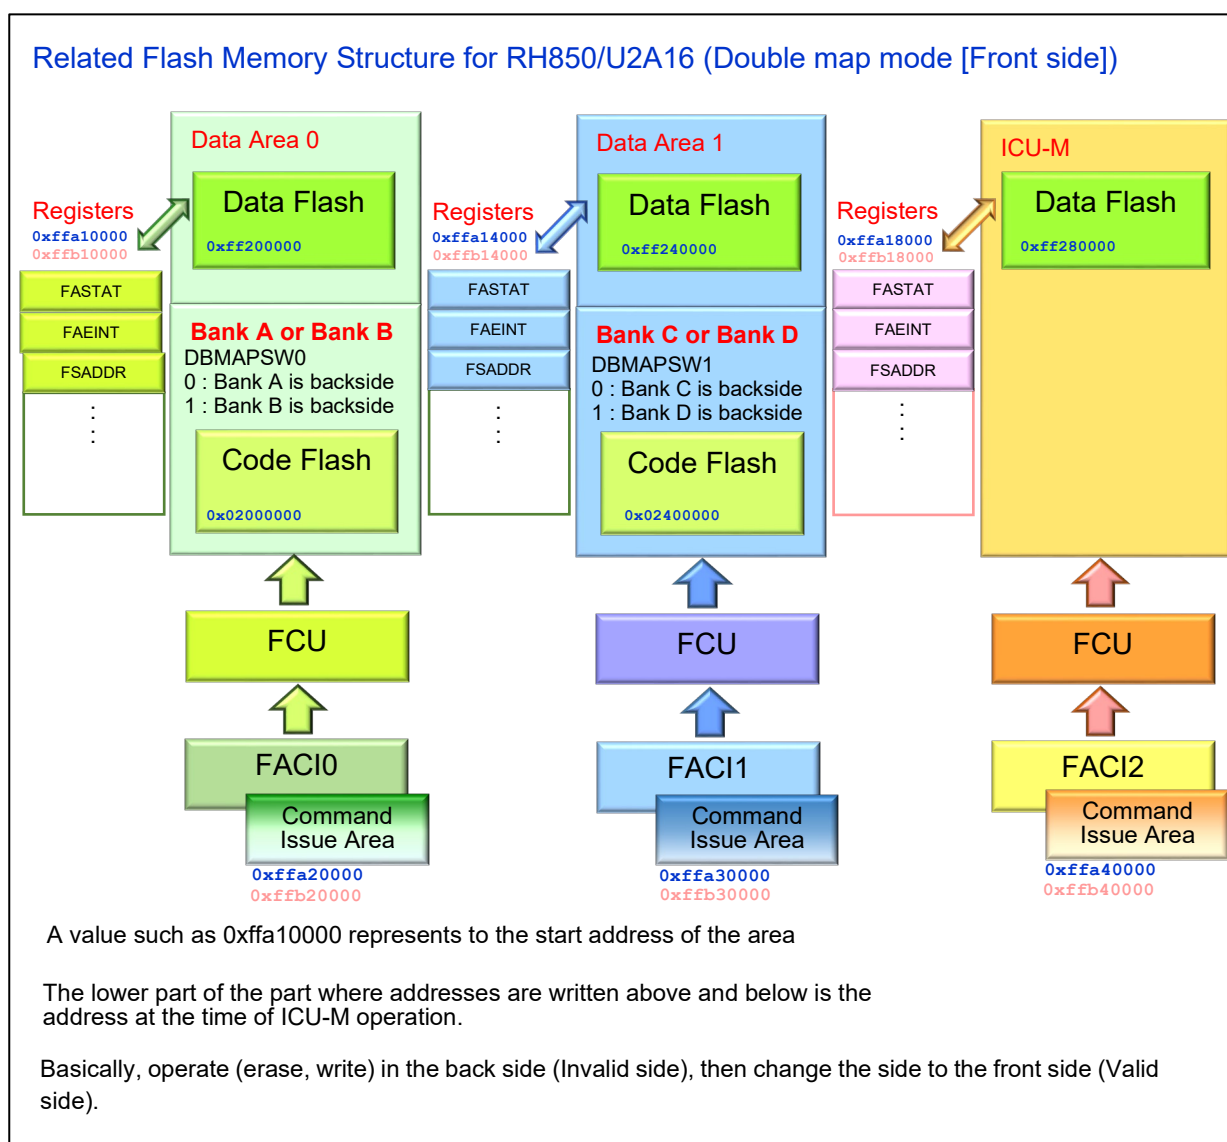 Related Flash Memory Structure for RH850/U2A16 (Double map mode [Front side])
Data Area 0
Data Flash
0xff200000
Registers
0xffa10000
0xffb10000
FASTAT
FAEINT
FSADDR
:
:
Bank A or Bank B
DBMAPSW0
0 : Bank A is backside
1 : Bank B is backside
Code Flash
0x02000000
FCU
FACI0
Command
Issue Area
0xffa20000
0xffb20000
Data Area 1
Data Flash
0xff240000
Registers
0xffa14000
0xffb14000
FASTAT
FAEINT
FSADDR
:
:
Bank C or Bank D
DBMAPSW1
0 : Bank C is backside
1 : Bank D is backside
Code Flash
0x02400000
FCU
FACI1
Command
Issue Area
0xffa30000
0xffb30000
ICU-M
Data Flash
0xff280000
Registers
0xffa18000
0xffb18000
FASTAT
FAEINT
FSADDR
:
:
FCU
FACI2
Command
Issue Area
0xffa40000
0xffb40000
A value such as 0xffa10000 represents to the start address of the area
The lower part of the part where addresses are written above and below is the
address at the time of ICU-M operation.
Basically, operate (erase, write) in the back side (Invalid side), then change the side to the front side (Valid
side).